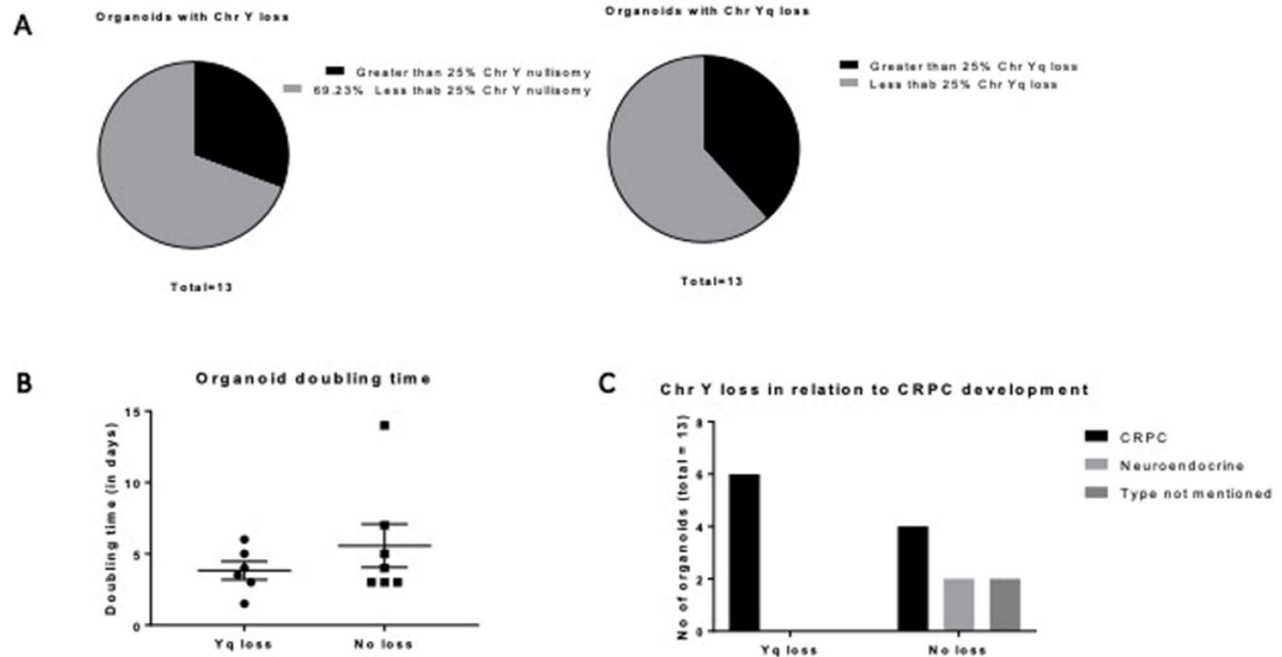 A
Organoids with Chr Y loss
Greater than 25% Chr Y nullisomy
69.23% Less thab 25% Chr Y nullisomy
Total=13
Organoids with Chr Yq loss
Greater than 25% Chr Yq loss
Less thab 25% Chr Yq loss
Total=13
B
Organoid doubling time
Doubling time (in days)
15
10
5
0
Yq loss
No loss
C
Chr Y loss in relation to CRPC development
No of organoids (total = 13)
8
6
4
2
0
Yq loss
No loss
CRPC
Neuroendocrine
Type not mentioned